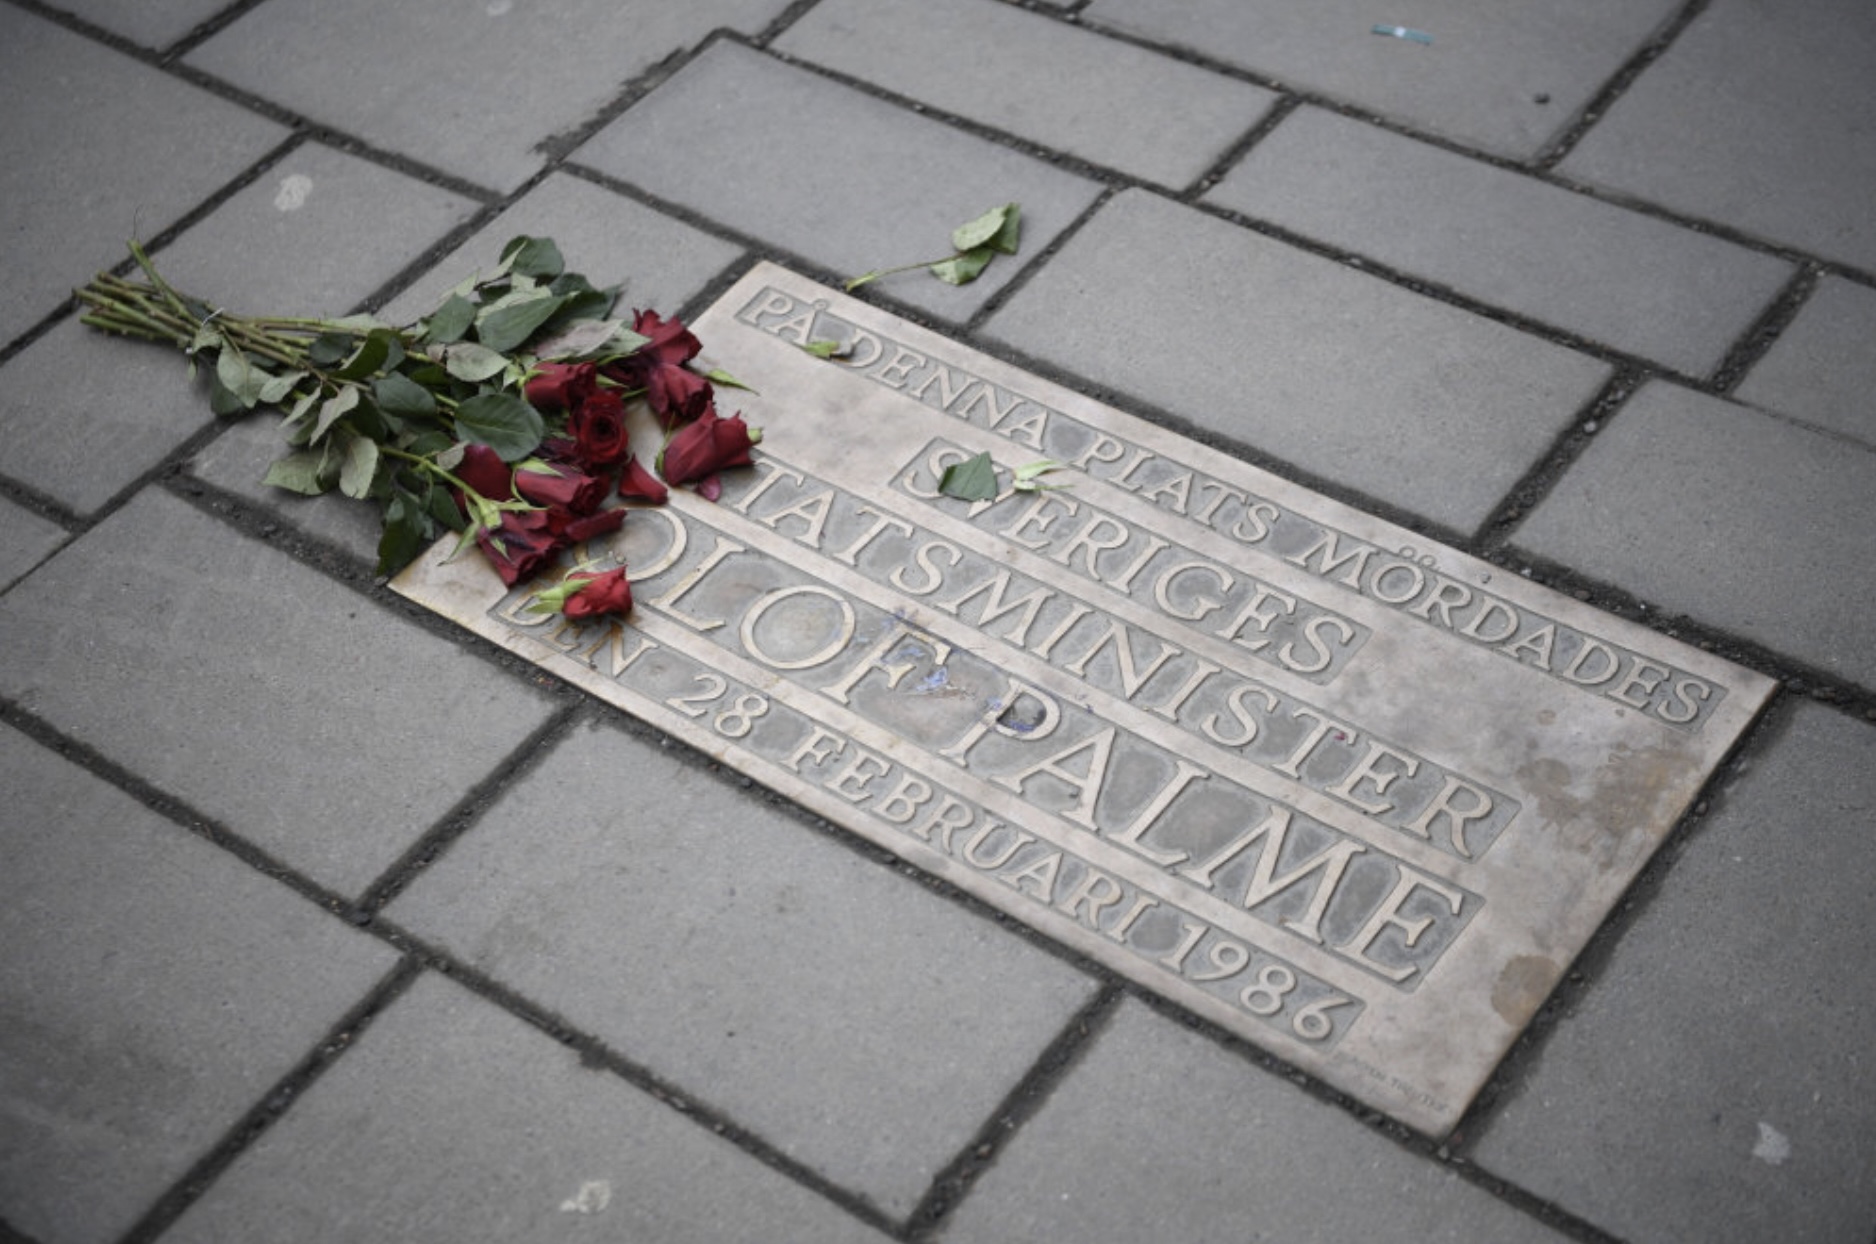 PÅ DENNA PLATS MÖRDADES
SVERIGES
STATSMINISTER
OLOF PALME
DEN 28 FEBRUARI 1986